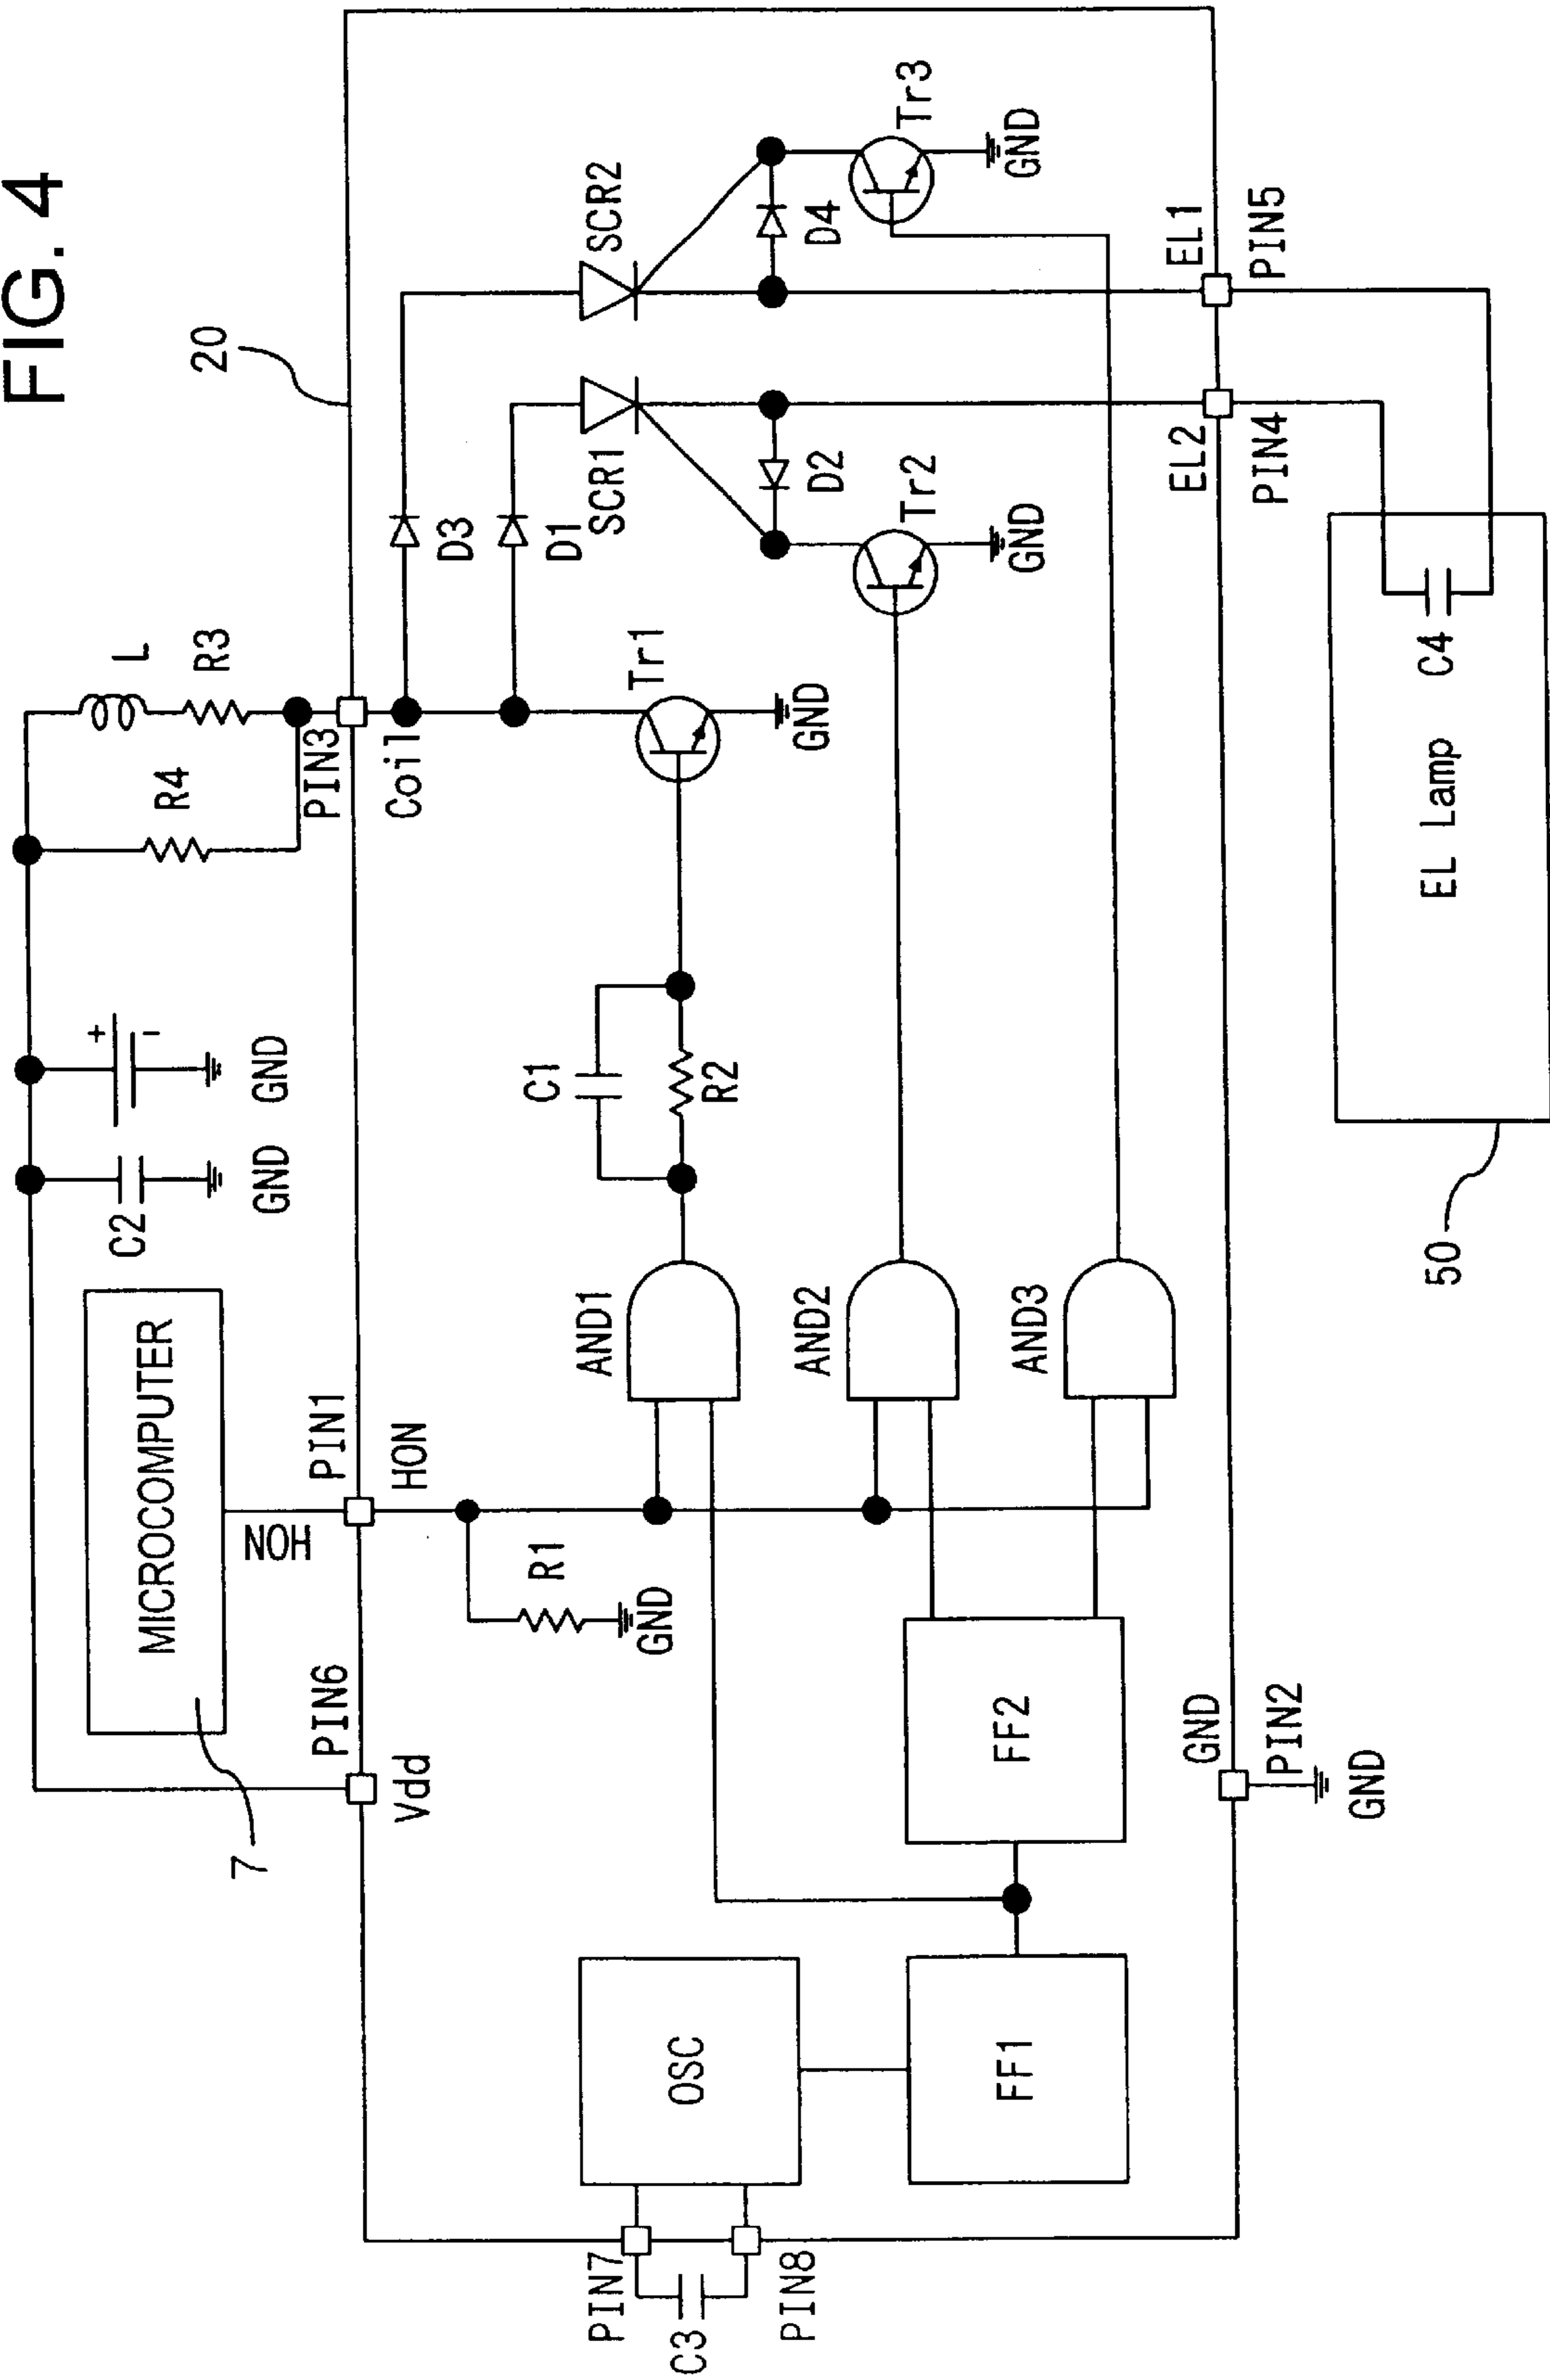 FIG. 4
20
L
R3
R4
PIN3
Coil
+
-
GND
C2
GND
MICROCOMPUTER
7
NOH
PIN1
HON
PIN6
Vdd
R1
GND
D3
D1
SCR1
SCR2
D2
D4
Tr1
GND
Tr2
GND
Tr3
GND
C1
R2
AND1
AND2
AND3
OSC
FF1
FF2
PIN7
C3
PIN8
GND
PIN2
GND
EL2
PIN4
EL1
PIN5
EL Lamp
C4
50